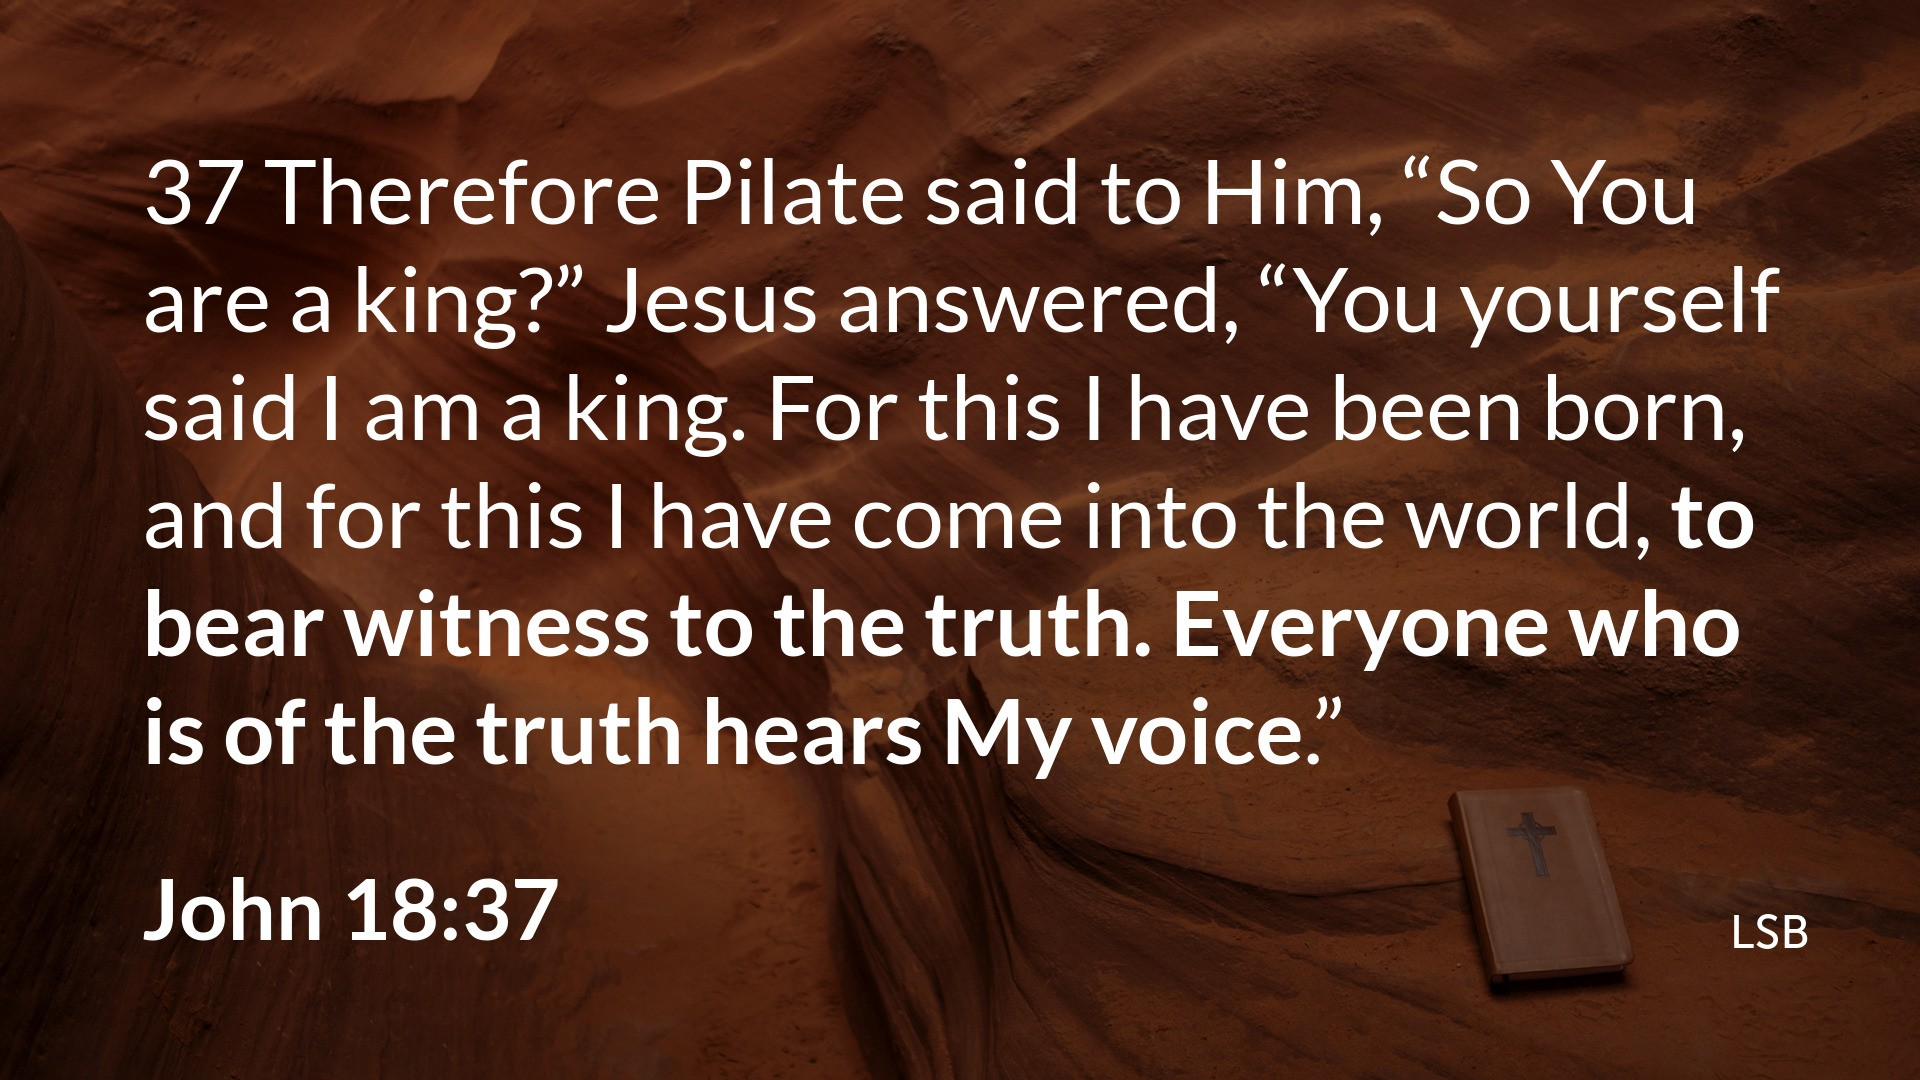 37 Therefore Pilate said to Him, “So You
are a king?” Jesus answered, “You yourself
said I am a king. For this I have been born,
and for this I have come into the world, to
bear witness to the truth. Everyone who
is of the truth hears My voice.”
John 18:37
LSB